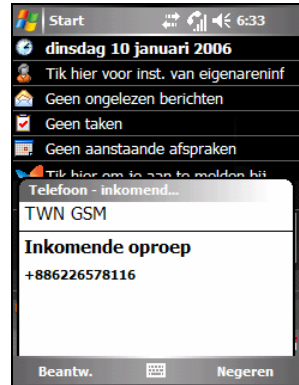 Start 6:33
dinsdag 10 januari 2006
Tik hier voor inst. van eigenareninf
Geen ongelezen berichten
Geen taken
Geen aanstaande afspraken
Tik hier om je aan te melden bij
Telefoon - inkomend...
TWN GSM
Inkomende oproep
+886226578116
Beantw. Negeren